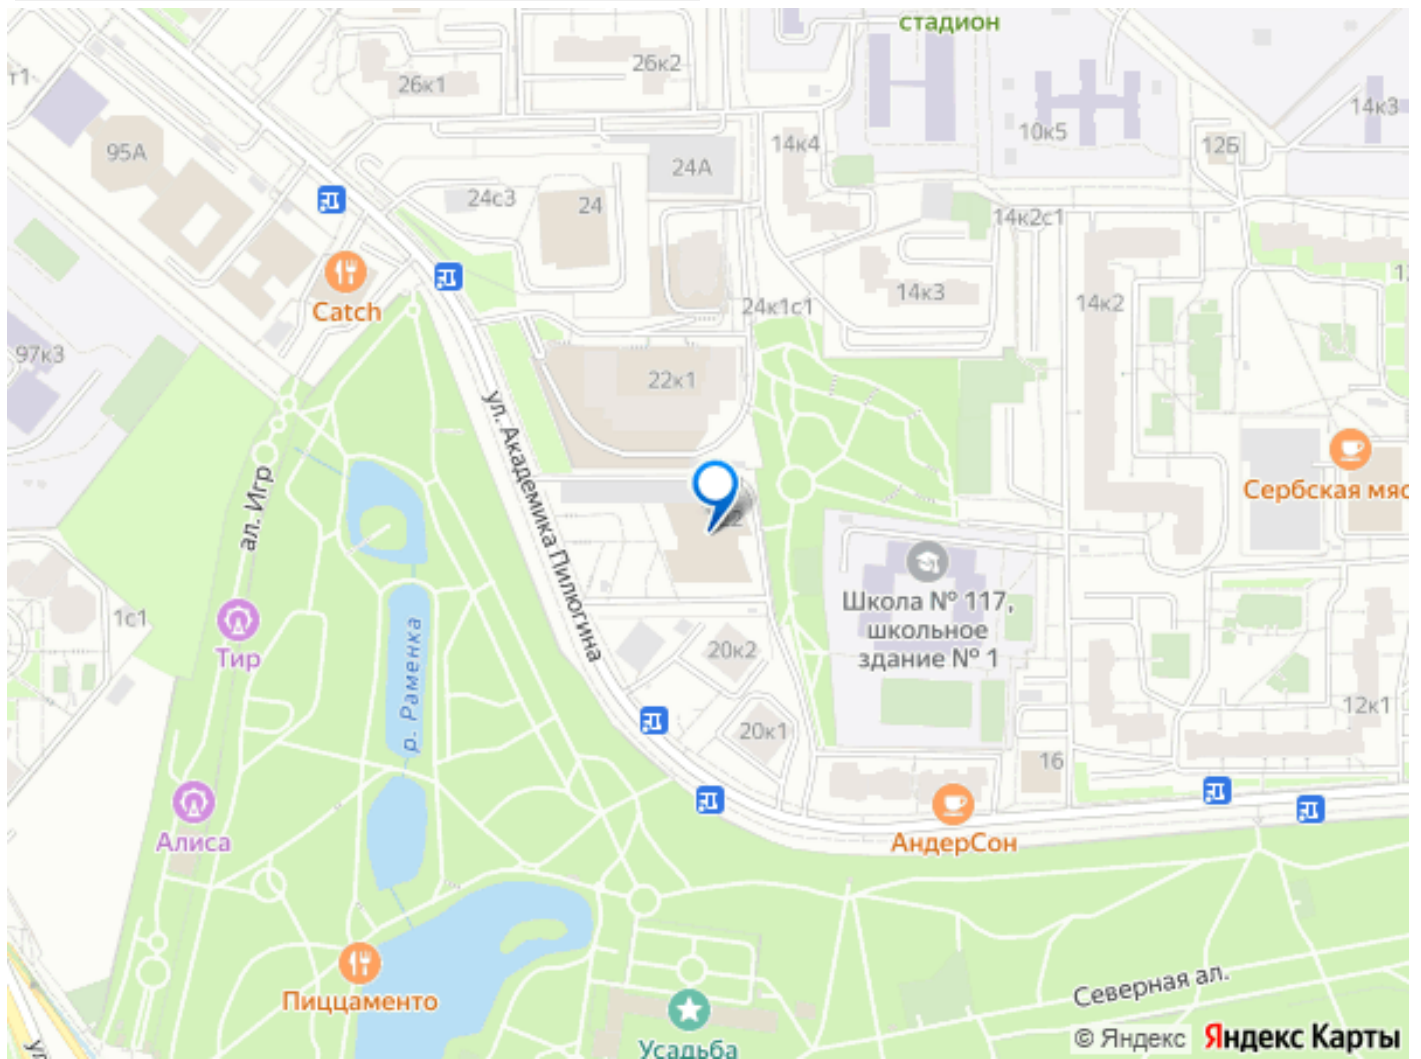 стадион
26к2
26к1
т1
14к3
10к5
14к4
12Б
95А
24А
24с3
24
14к2с1
14к3
14к2
Catch
24к1с1
97к3
22к1
ул. Академика Пилюгина
ал. Игр
Сербская мяс
Школа № 117,
школьное
здание № 1
1с1
Тир
р. Раменка
20к2
12к1
20к1
16
Алиса
АндерСон
Северная ал.
Пиццаменто
Усадьба
© Яндекс Яндекс Карты